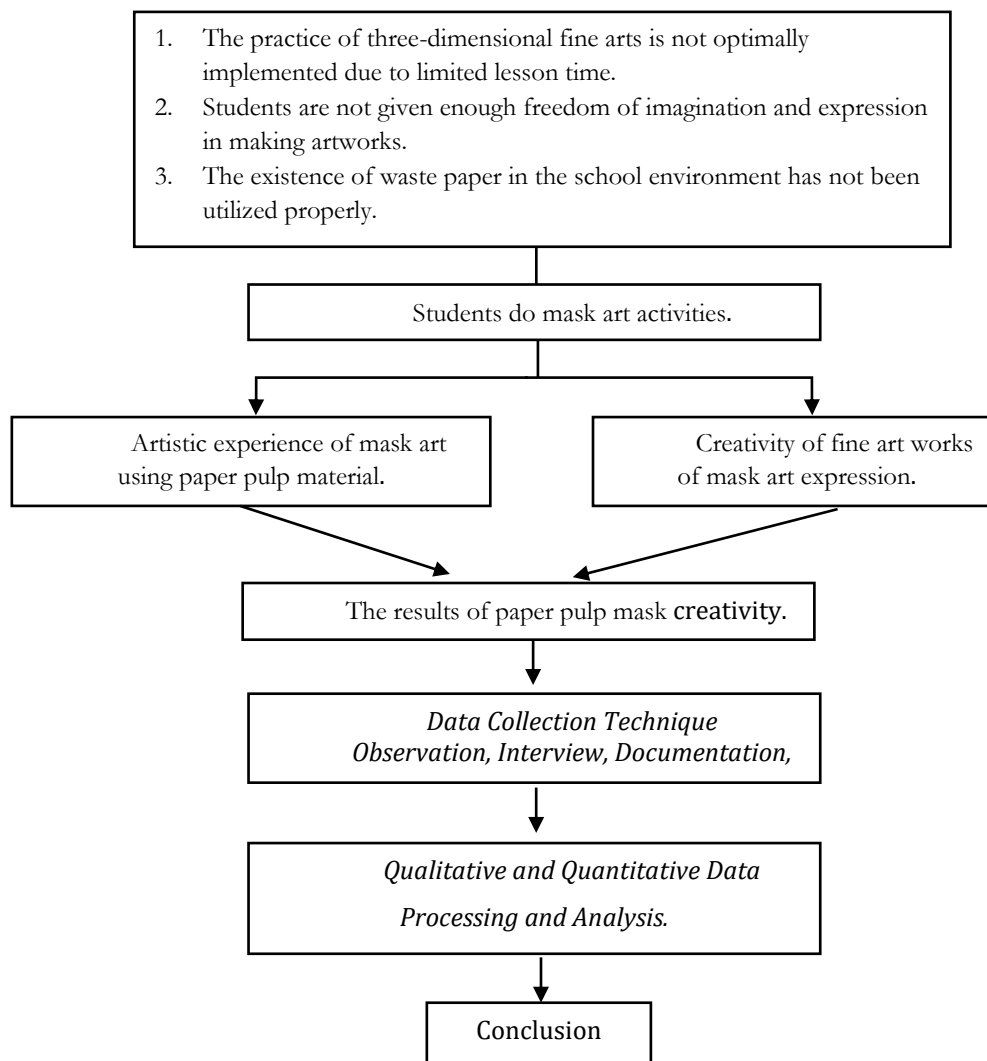 1. The practice of three-dimensional fine arts is not optimally
implemented due to limited lesson time.
2. Students are not given enough freedom of imagination and expression
in making artworks.
3. The existence of waste paper in the school environment has not been
utilized properly.
Students do mask art activities.
Artistic experience of mask art
using paper pulp material.
Creativity of fine art works
of mask art expression.
The results of paper pulp mask creativity.
Data Collection Technique
Observation, Interview, Documentation,
Qualitative and Quantitative Data
Processing and Analysis.
Conclusion